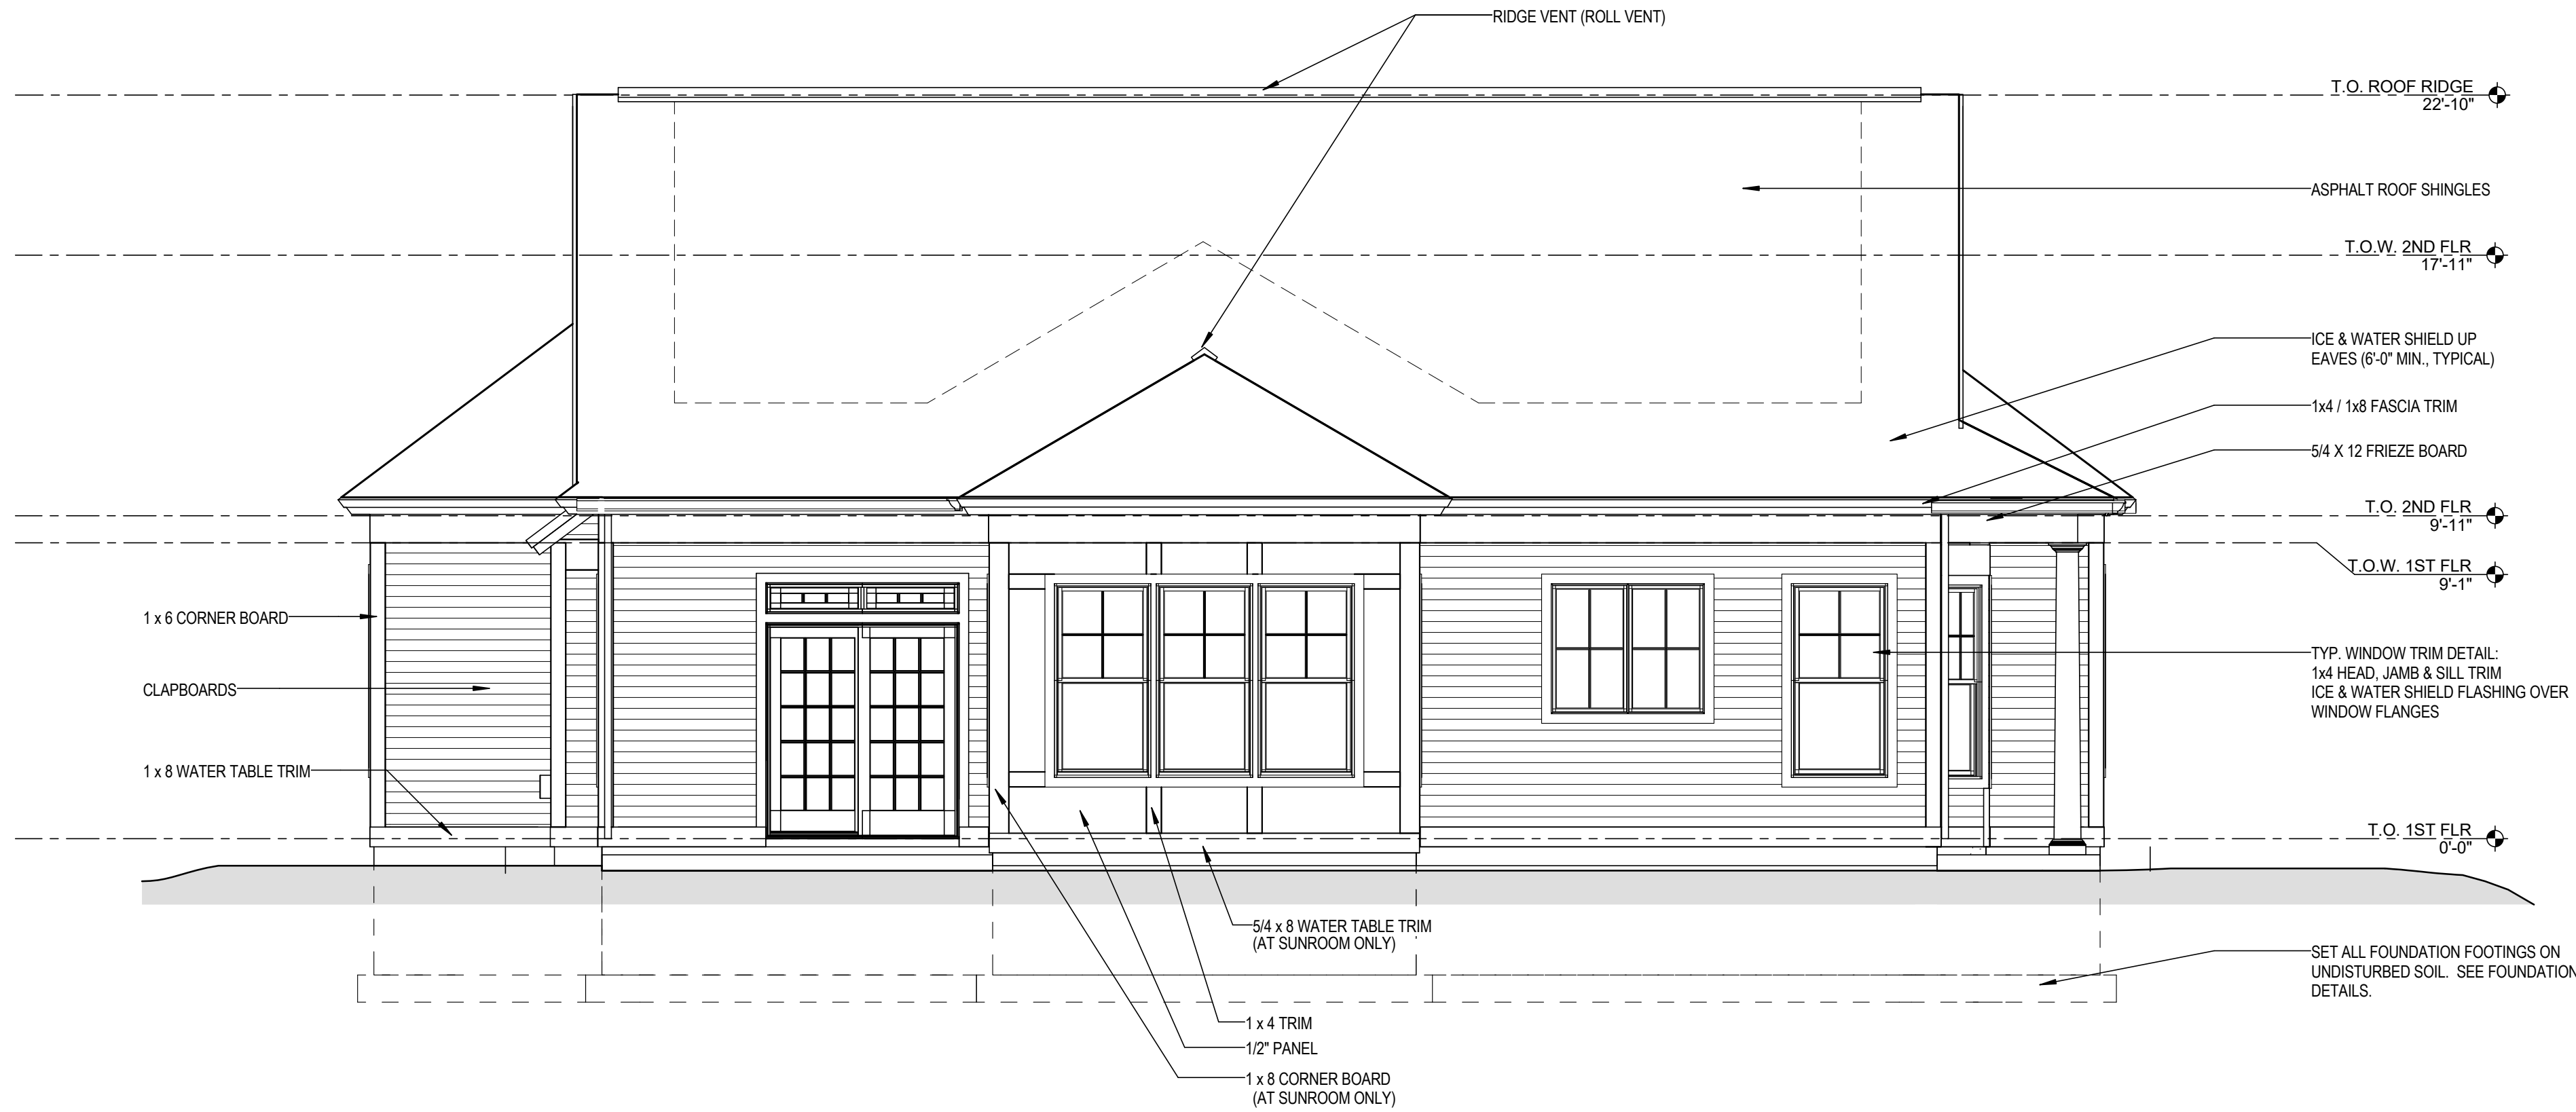 RIDGE VENT (ROLL VENT)
T.O. ROOF RIDGE
22'-10"
ASPHALT ROOF SHINGLES
T.O.W. 2ND FLR
17'-11"
ICE & WATER SHIELD UP
EAVES (6'-0" MIN., TYPICAL)
1x4 / 1x8 FASCIA TRIM
5/4 X 12 FRIEZE BOARD
T.O. 2ND FLR
9'-11"
T.O.W. 1ST FLR
9'-1"
1 x 6 CORNER BOARD
TYP. WINDOW TRIM DETAIL:
1x4 HEAD, JAMB & SILL TRIM
ICE & WATER SHIELD FLASHING OVER
WINDOW FLANGES
CLAPBOARDS
1 x 8 WATER TABLE TRIM
T.O. 1ST FLR
0'-0"
5/4 x 8 WATER TABLE TRIM
(AT SUNROOM ONLY)
SET ALL FOUNDATION FOOTINGS ON
UNDISTURBED SOIL. SEE FOUNDATION
DETAILS.
1 x 4 TRIM
1/2" PANEL
1 x 8 CORNER BOARD
(AT SUNROOM ONLY)